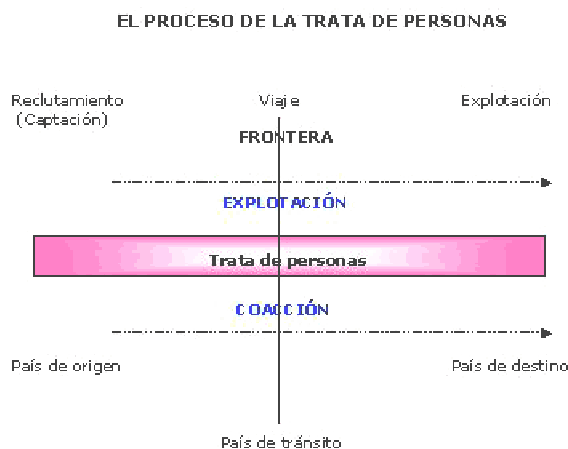 EL PROCESO DE LA TRATA DE PERSONAS
Reclutamiento
(Captación)
Viaje
Explotación
FRONTERA
EXPLOTACIÓN
Trata de personas
COACCIÓN
País de origen
País de destino
País de tránsito